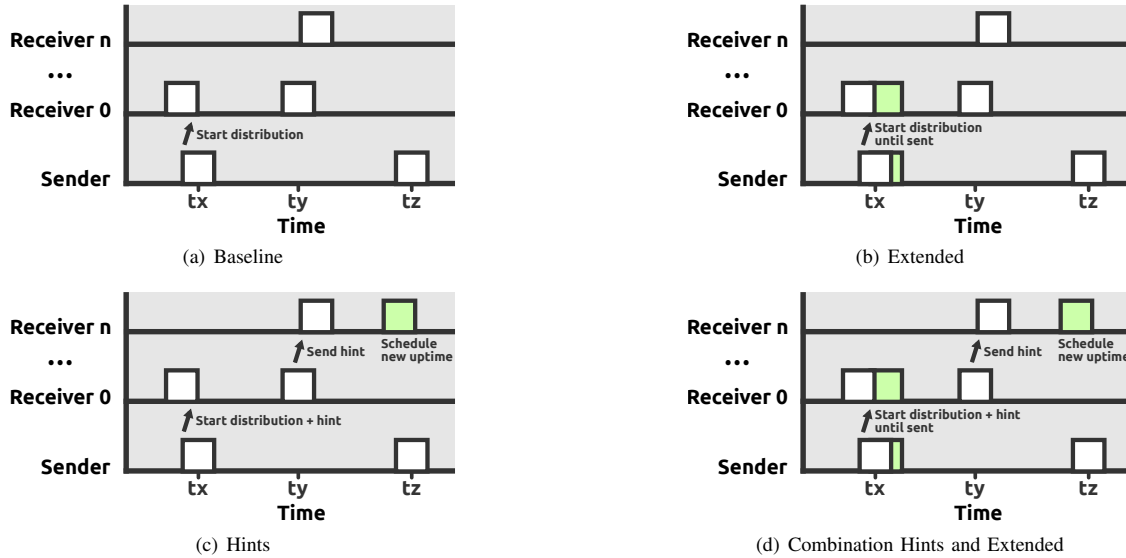 Receiver n
...
Receiver 0
Start distribution
Sender
tx
ty
tz
Time
(a) Baseline
Receiver n
...
Receiver 0
Start distribution
until sent
Sender
tx
ty
tz
Time
(b) Extended
Receiver n
...
Send hint
Schedule
new uptime
Receiver 0
Start distribution + hint
Sender
tx
ty
tz
Time
(c) Hints
Receiver n
...
Send hint
Schedule
new uptime
Receiver 0
Start distribution + hint
until sent
Sender
tx
ty
tz
Time
(d) Combination Hints and Extended